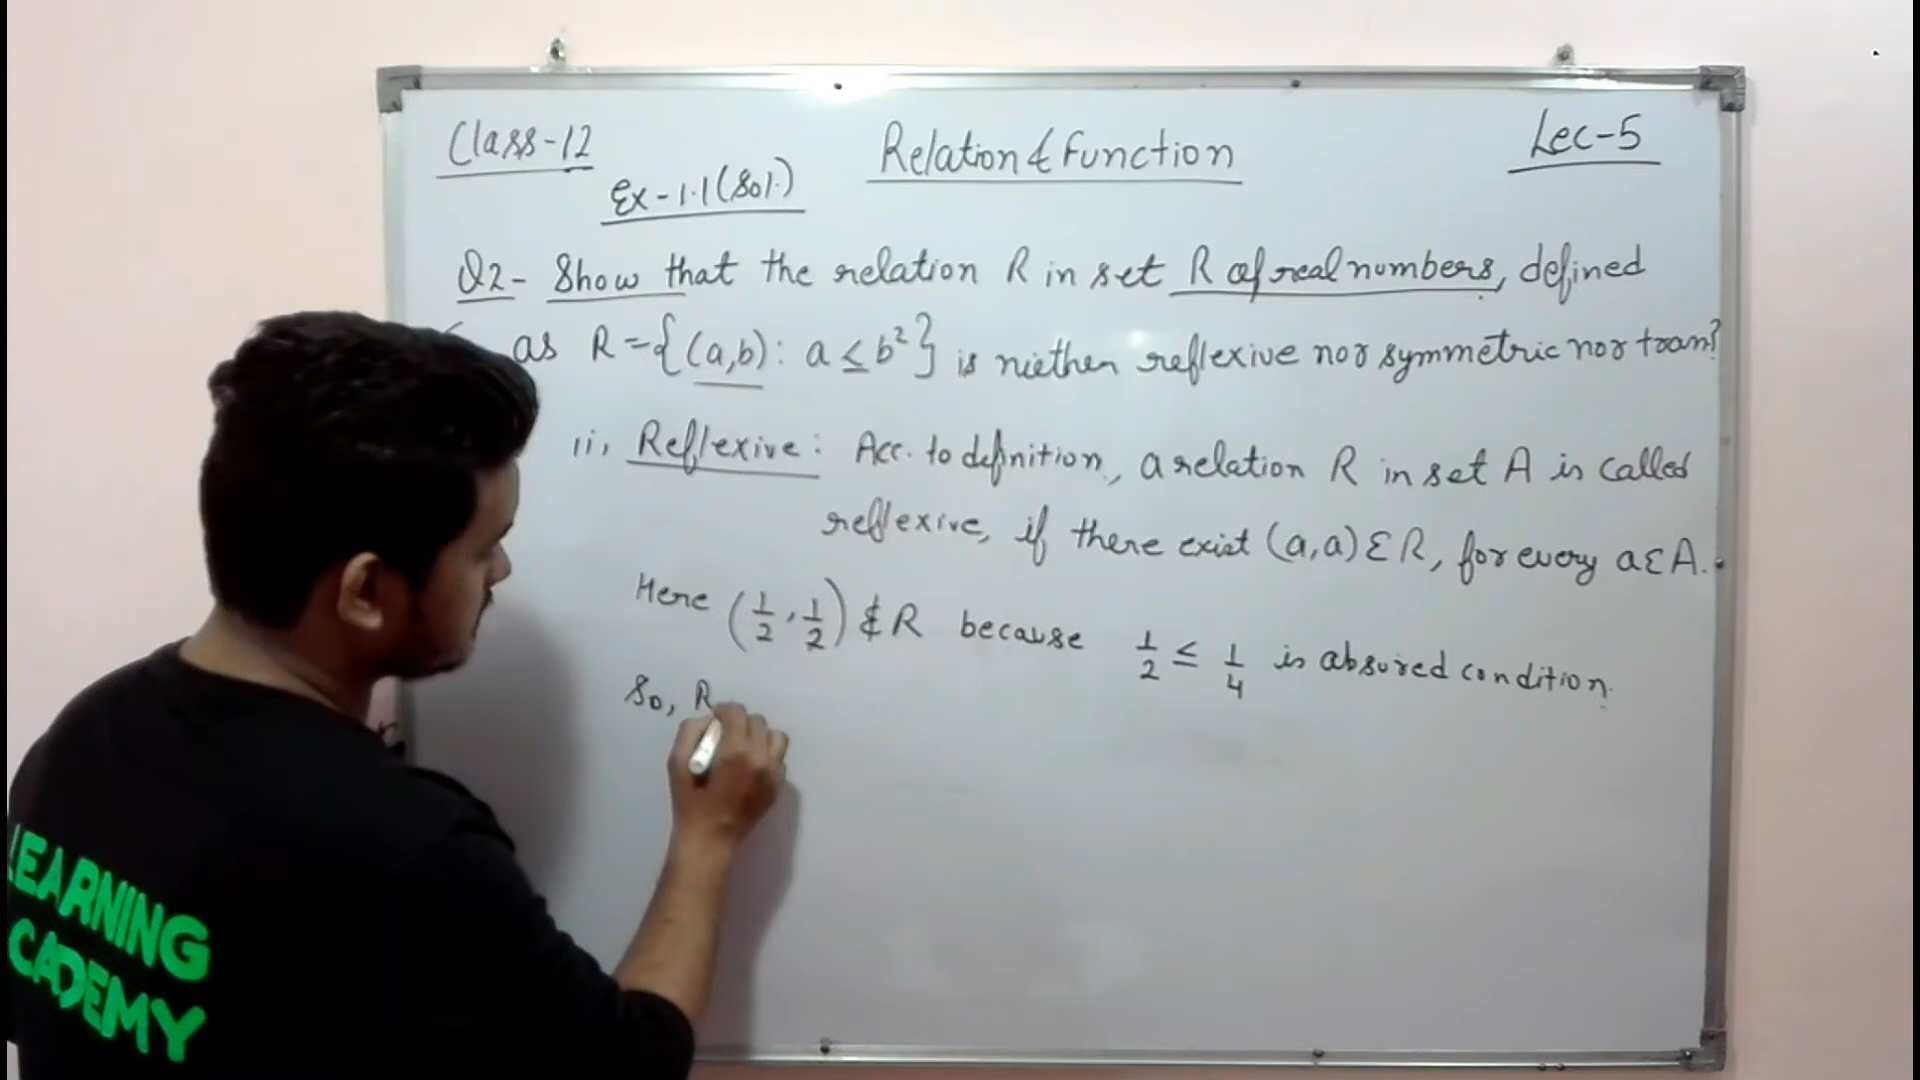 Class-12
Relation & Function
Lec-5
Ex-1.1(Sol.)
Q2- Show that the relation R in set R of real numbers, defined
as R={(a,b): a≤b²} is niether reflexive nor symmetric nor tran?
ii, Reflexive: Acc. to definition, a relation R in set A is called
reflexive, if there exist (a,a)ƐR, for every aƐA.
Here (1/2,1/2)∉R because 1/2 ≤ 1/4 is absured condition.
So, R
LEARNING
CADEMY